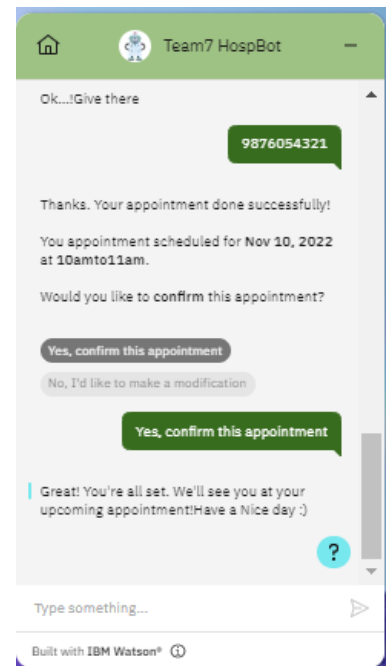 Team7 HospBot
Ok...!Give there
9876054321
Thanks. Your appointment done successfully!
You appointment scheduled for Nov 10, 2022
at 10amto11am.
Would you like to confirm this appointment?
Yes, confirm this appointment
No, I'd like to make a modification
Yes, confirm this appointment
Great! You're all set. We'll see you at your
upcoming appointment!Have a Nice day :)
?
Type something...
Built with IBM Watson®